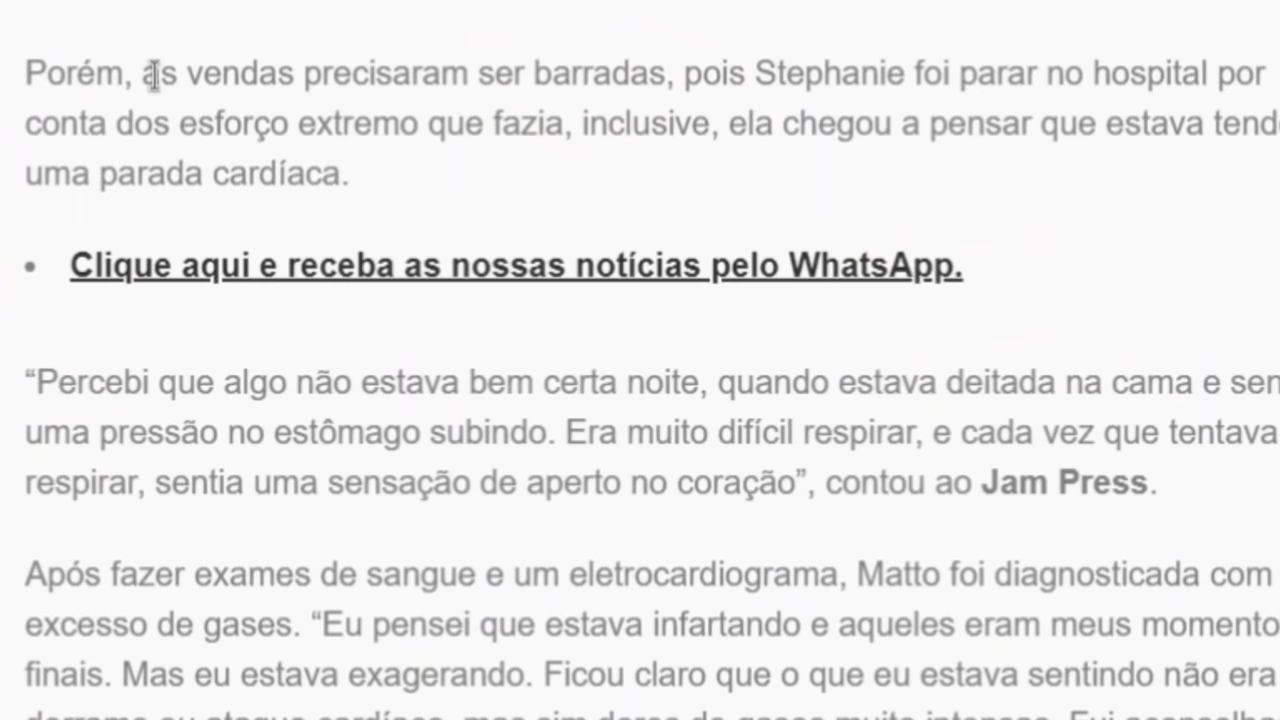 Porém, as vendas precisaram ser barradas, pois Stephanie foi parar no hospital por
conta dos esforço extremo que fazia, inclusive, ela chegou a pensar que estava
uma parada cardíaca.
• Clique aqui e receba as nossas notícias pelo WhatsApp.
“Percebi que algo não estava bem certa noite, quando estava deitada na cama e
uma pressão no estômago subindo. Era muito difícil respirar, e cada vez que tentava
respirar, sentia uma sensação de aperto no coração”, contou ao Jam Press.
Após fazer exames de sangue e um eletrocardiograma, Matto foi diagnosticada com
excesso de gases. “Eu pensei que estava infartando e aqueles eram meus
finais. Mas eu estava exagerando. Ficou claro que o que eu estava sentindo não era